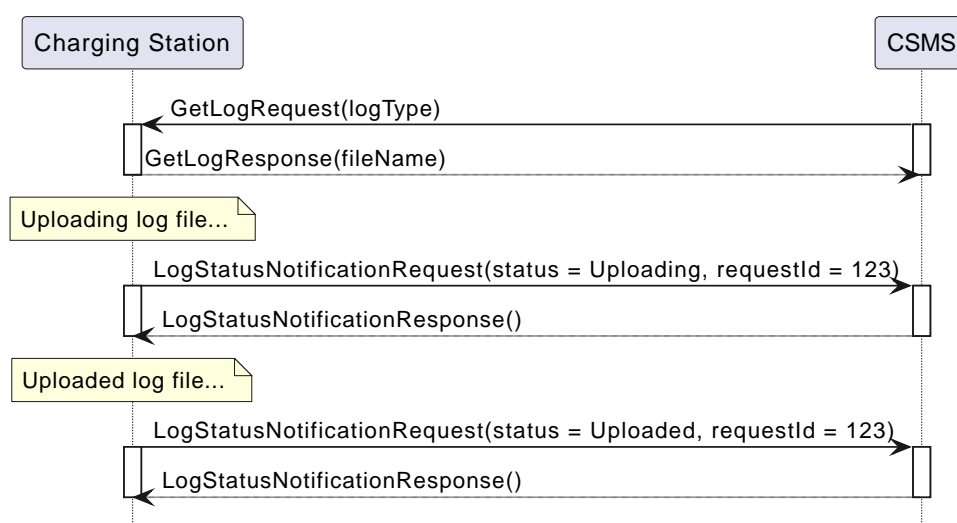 Charging Station
CSMS
GetLogRequest(logType)
GetLogResponse(fileName)
Uploading log file...
LogStatusNotificationRequest(status = Uploading, requestId = 123)
LogStatusNotificationResponse()
Uploaded log file...
LogStatusNotificationRequest(status = Uploaded, requestId = 123)
LogStatusNotificationResponse()